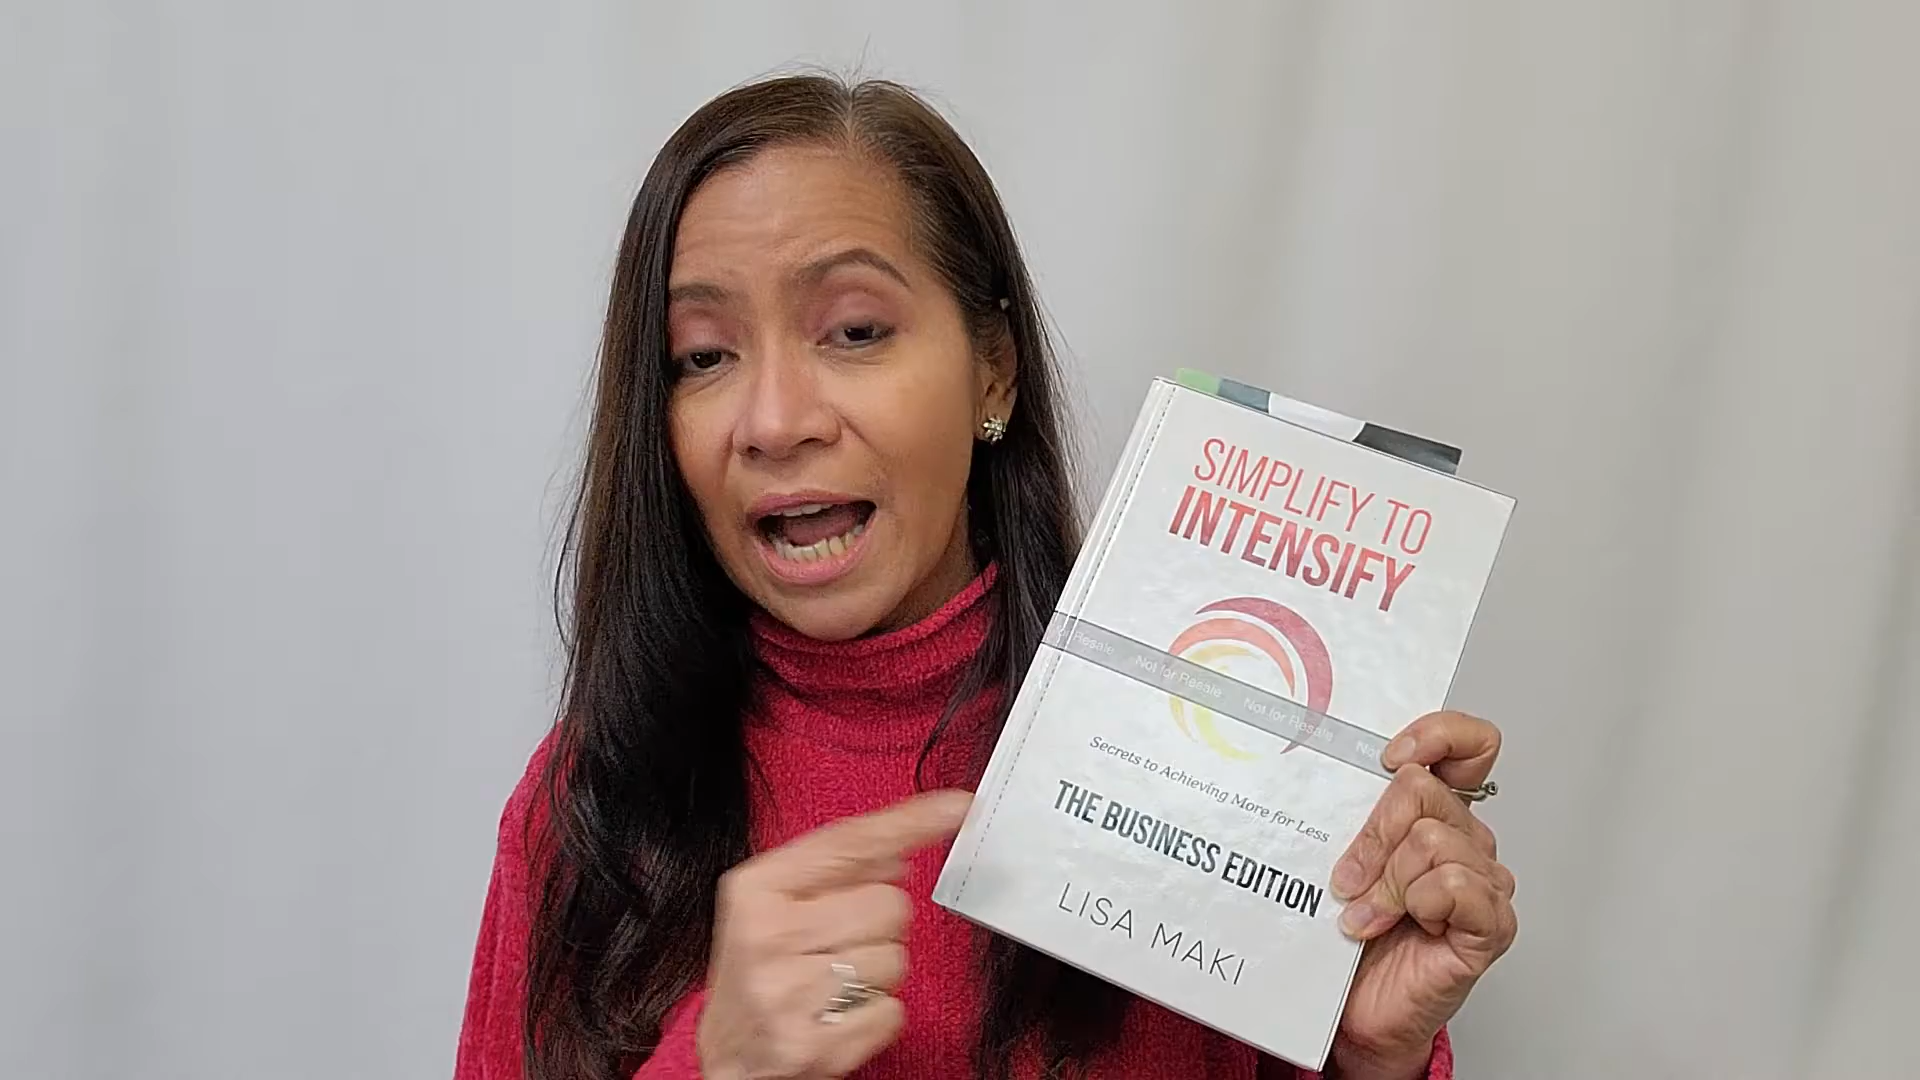 SIMPLIFY TO
INTENSIFY
Resale Not for Resale Not for Resale Not
Secrets to Achieving More for Less
THE BUSINESS EDITION
LISA MAKI